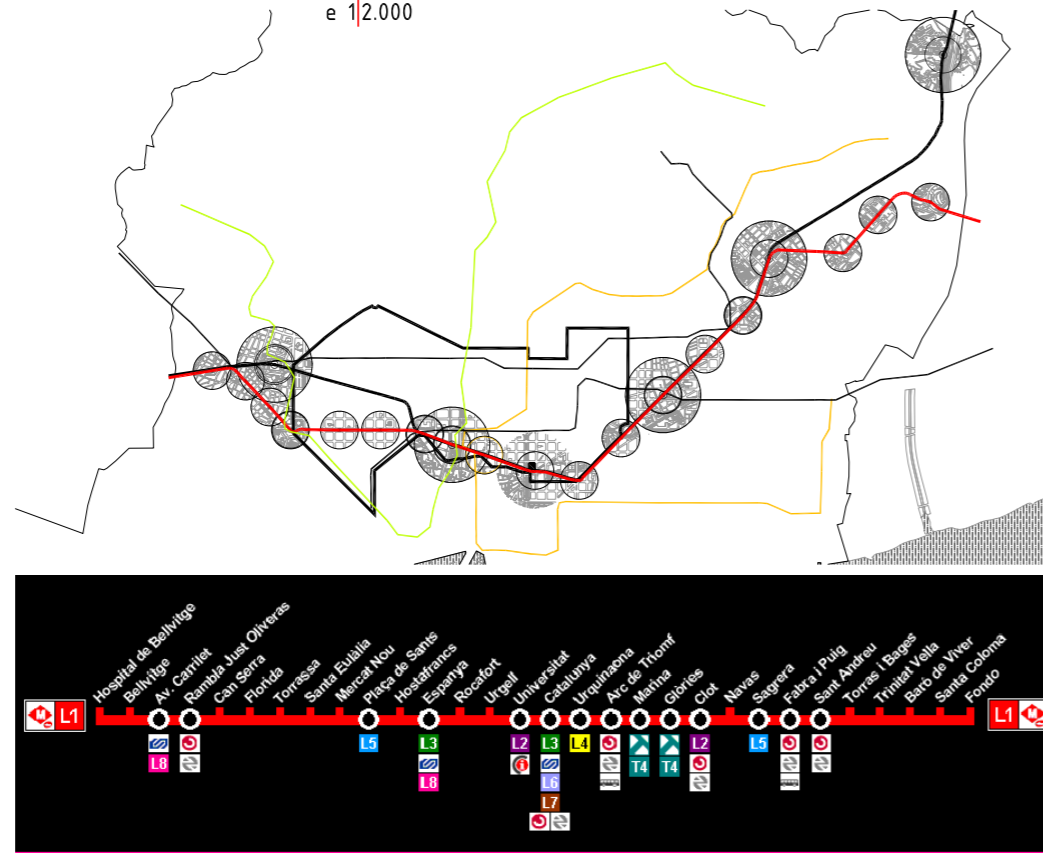 e 1 2.000
Hospital de Bellvitge
Bellvitge
Av. Carrilet
Rambla Just Oliveras
Can Serra
Florida
Torrassa
Santa Eulàlia
Mercat Nou
Plaça de Sants
Hostafrancs
Espanya
Rocafort
Urgell
Universitat
Catalunya
Urquinaona
Arc de Triomf
Marina
Glòries
Clot
Navas
Sagrera
Fabra i Puig
Sant Andreu
Torras i Bages
Trinitat Vella
Baró de Viver
Santa Coloma
Fondo
M L1
L1 M
L8
L5
L3
L8
L2
L3
L6
L7
L4
T4
T4
L2
L5